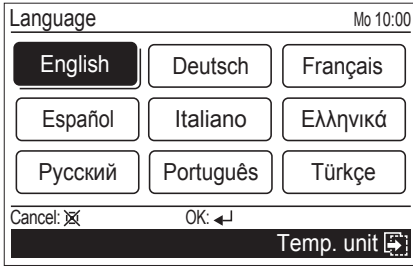 Language Mo 10:00
English Deutsch Français
Español Italiano Ελληνικά
Русский Português Türkçe
Cancel: OK:
Temp. unit